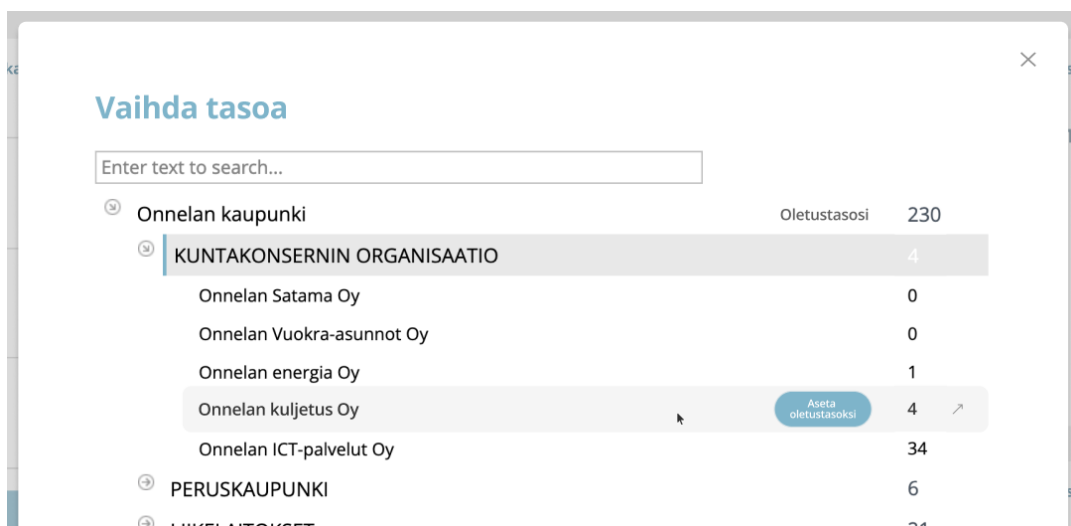 Vaihda tasoa
Enter text to search...
Onnelan kaupunki Oletustasosi 230
KUNTAKONSERNIN ORGANISAATIO 4
Onnelan Satama Oy 0
Onnelan Vuokra-asunnot Oy 0
Onnelan energia Oy 1
Onnelan kuljetus Oy Aseta oletustasoksi 4
Onnelan ICT-palvelut Oy 34
PERUSKAUPUNKI 6